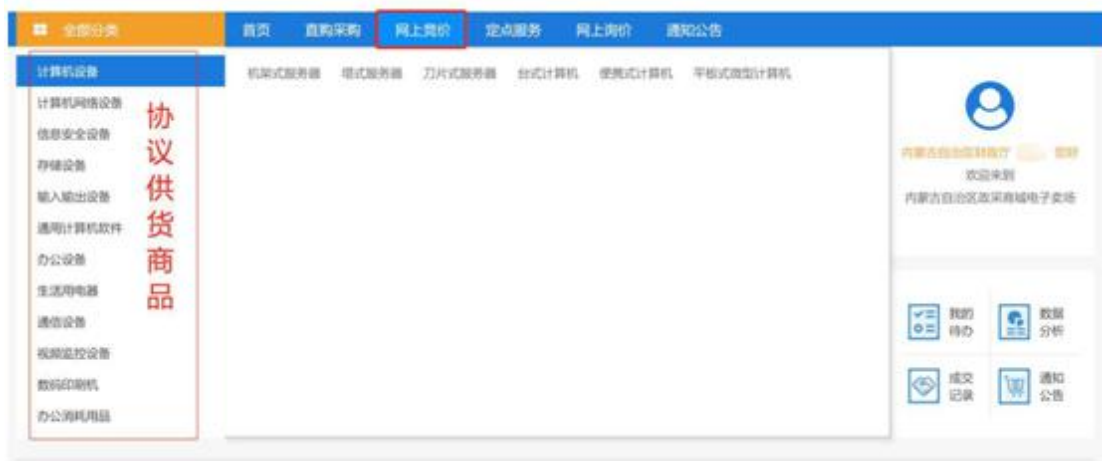 全部分类 首页 直购采购 网上竞价 定点服务 网上询价 通知公告
计算机设备
机架式服务器 塔式服务器 刀片式服务器 台式计算机 便携式计算机 平板式微型计算机
计算机网络设备
信息安全设备
存储设备
输入输出设备
通用计算机软件
办公设备
生活用电器
通信设备
视频监控设备
数码印刷机
办公消耗用品
协议供货商品
内蒙古自治区财政厅 您好
欢迎来到
内蒙古自治区政采商城电子卖场
我的待办
数据分析
成交记录
通知公告